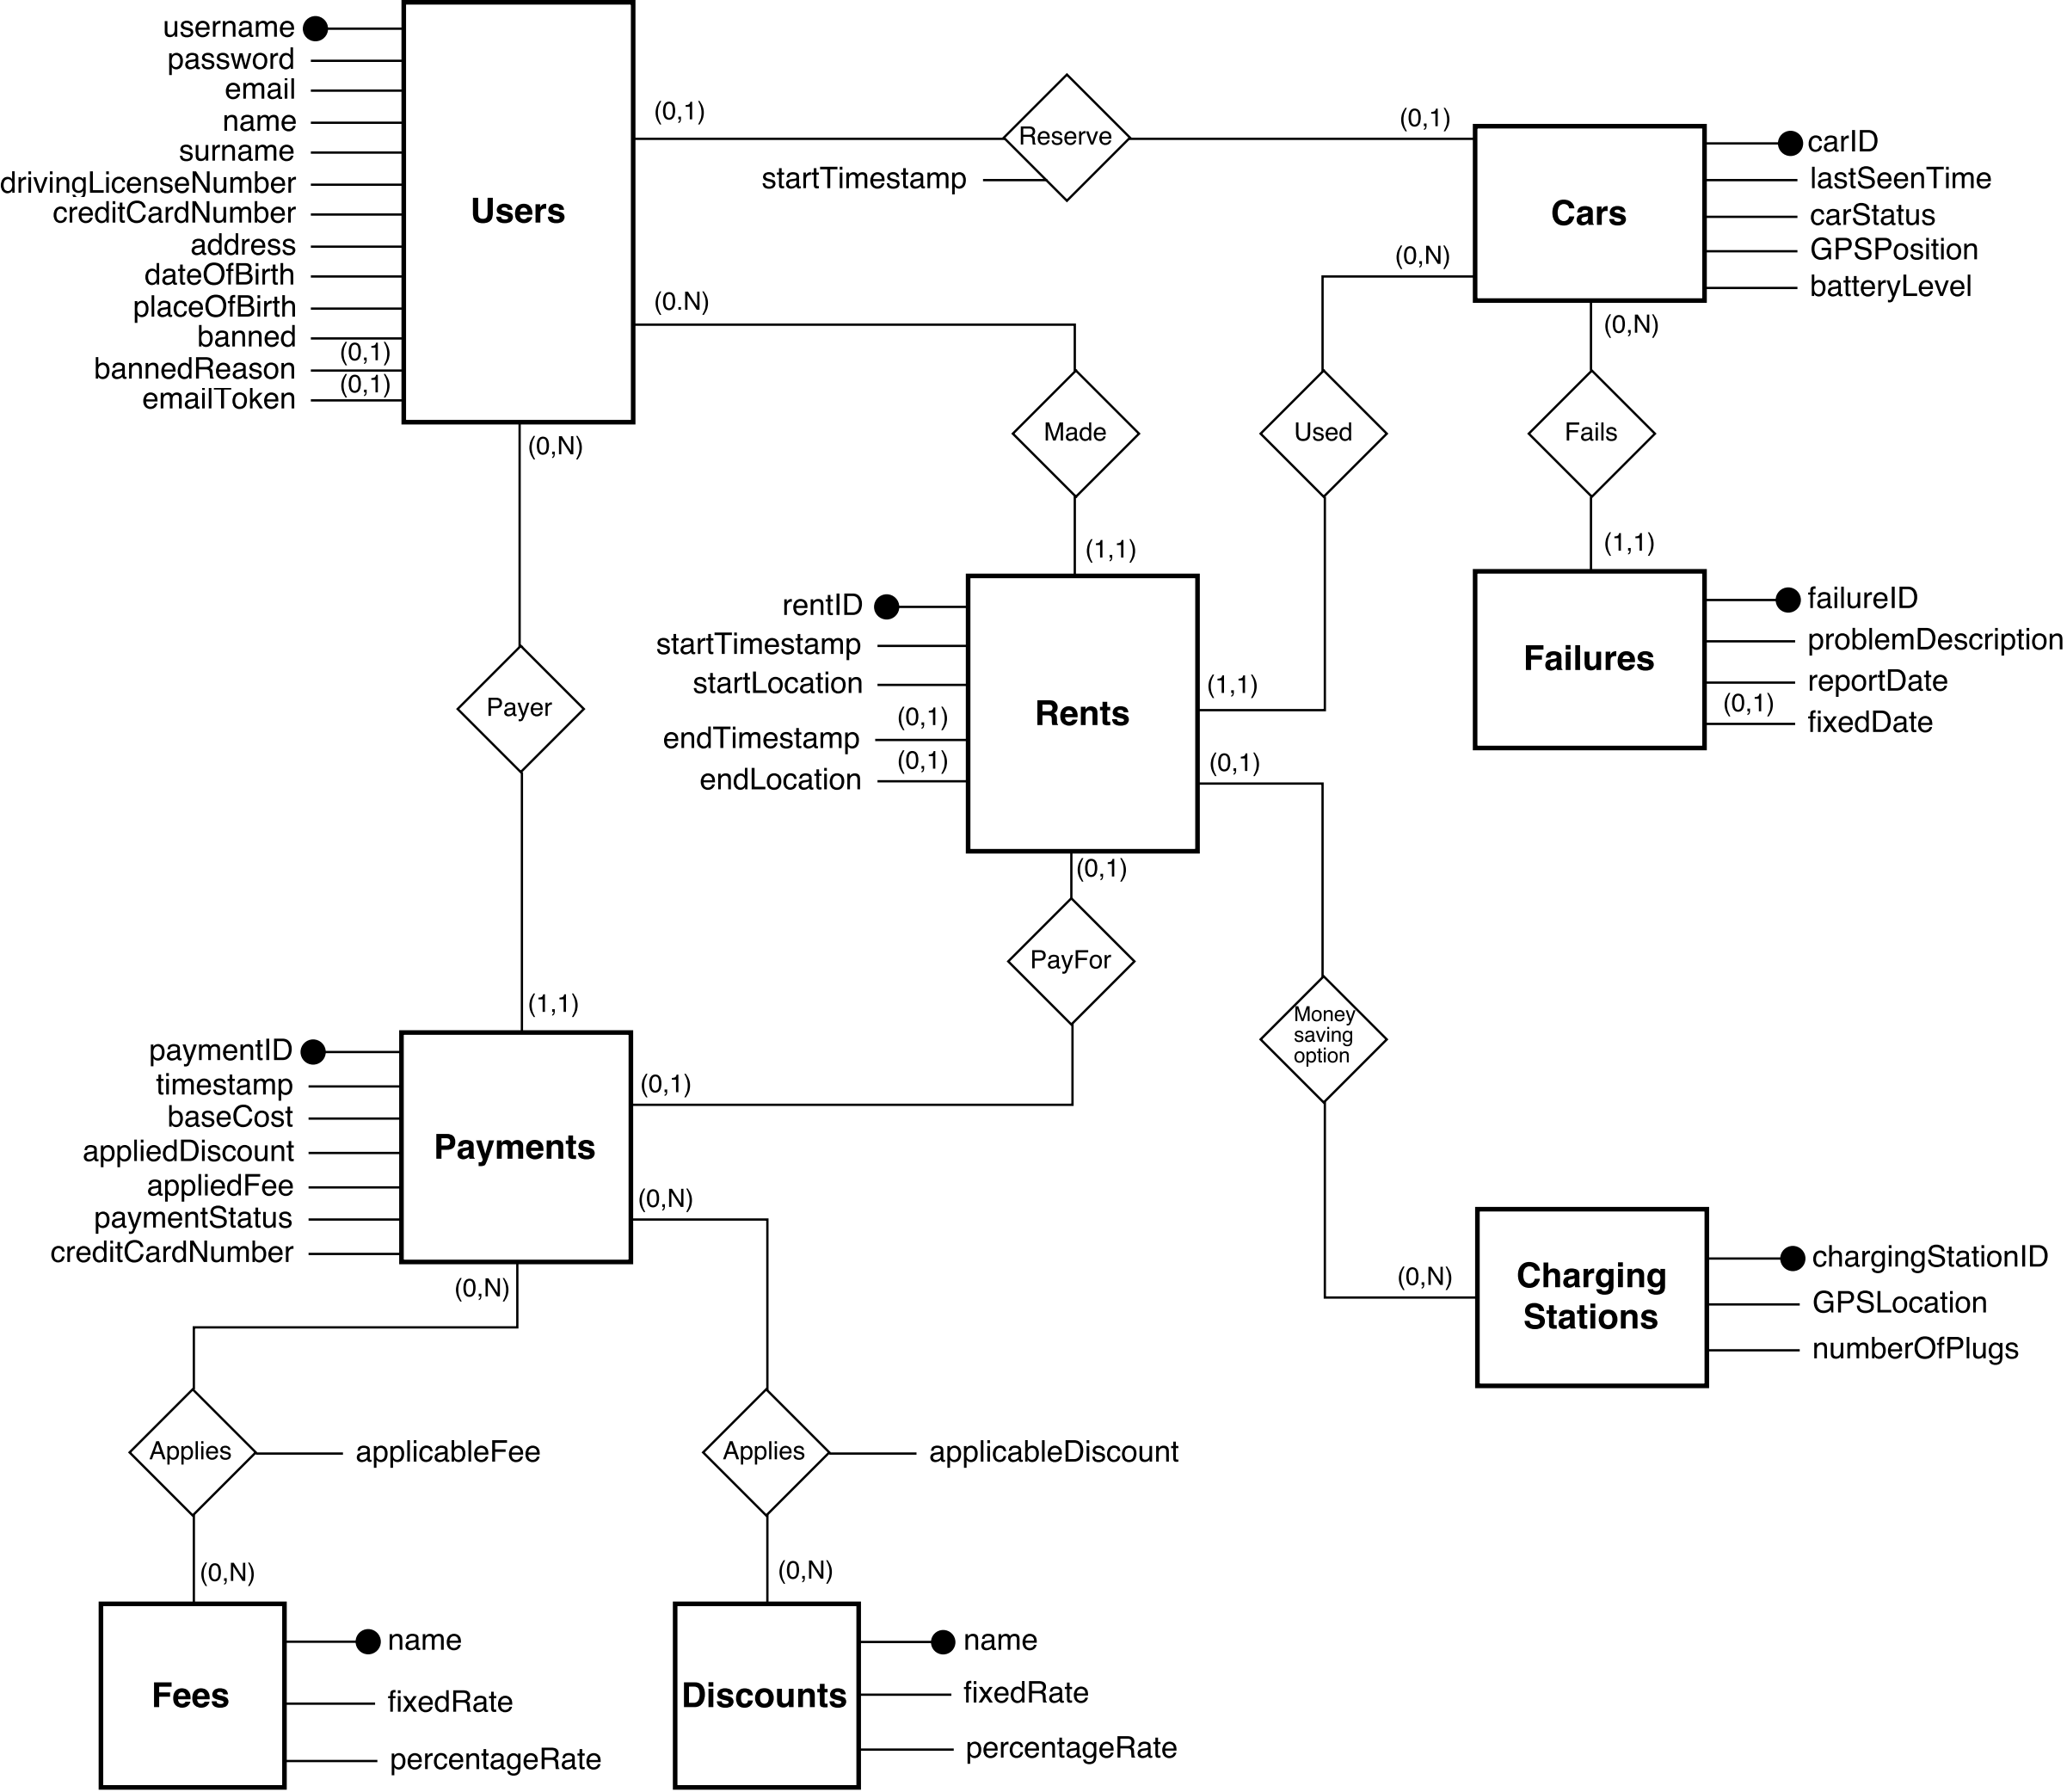 username
password
email
name
surname
drivingLicenseNumber
creditCardNumber
address
dateOfBirth
placeOfBirth
banned
(0,1)
bannedReason
(0,1)
emailToken
Users
(0,1)
Reserve
startTimestamp
(0,1)
Cars
carID
lastSeenTime
carStatus
GPSPosition
batteryLevel
(0.N)
(0,N)
(0,N)
(0,N)
Made
Used
Fails
(1,1)
(1,1)
rentID
startTimestamp
startLocation
(0,1)
endTimestamp
(0,1)
endLocation
Rents
(1,1)
(0,1)
Failures
failureID
problemDescription
reportDate
(0,1)
fixedDate
Payer
(0,1)
PayFor
Money
saving
option
(1,1)
paymentID
timestamp
baseCost
appliedDiscount
appliedFee
paymentStatus
creditCardNumber
Payments
(0,1)
(0,N)
(0,N)
(0,N)
Charging
Stations
chargingStationID
GPSLocation
numberOfPlugs
Applies
applicableFee
Applies
applicableDiscount
(0,N)
(0,N)
Fees
name
fixedRate
percentageRate
Discounts
name
fixedRate
percentageRate